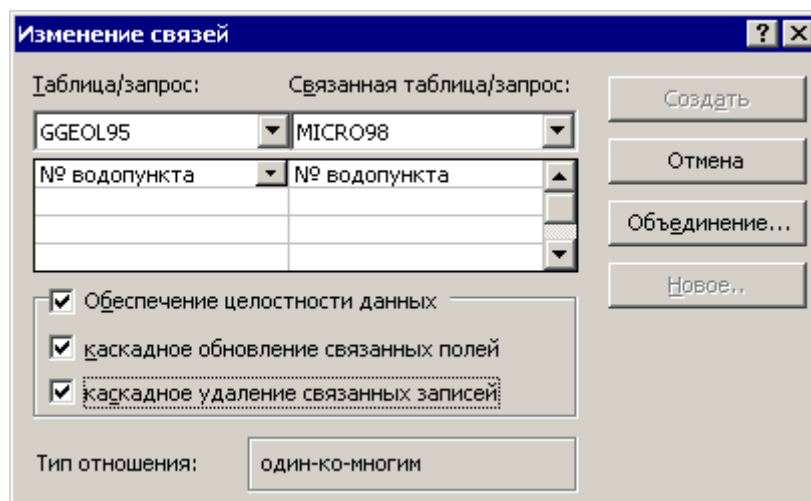 Изменение связей
Таблица/запрос: Связанная таблица/запрос:
Создать
GGEOL95 MICRO98
№ водопункта № водопункта
Отмена
Объединение...
Новое..
Обеспечение целостности данных
каскадное обновление связанных полей
каскадное удаление связанных записей
Тип отношения: один-ко-многим